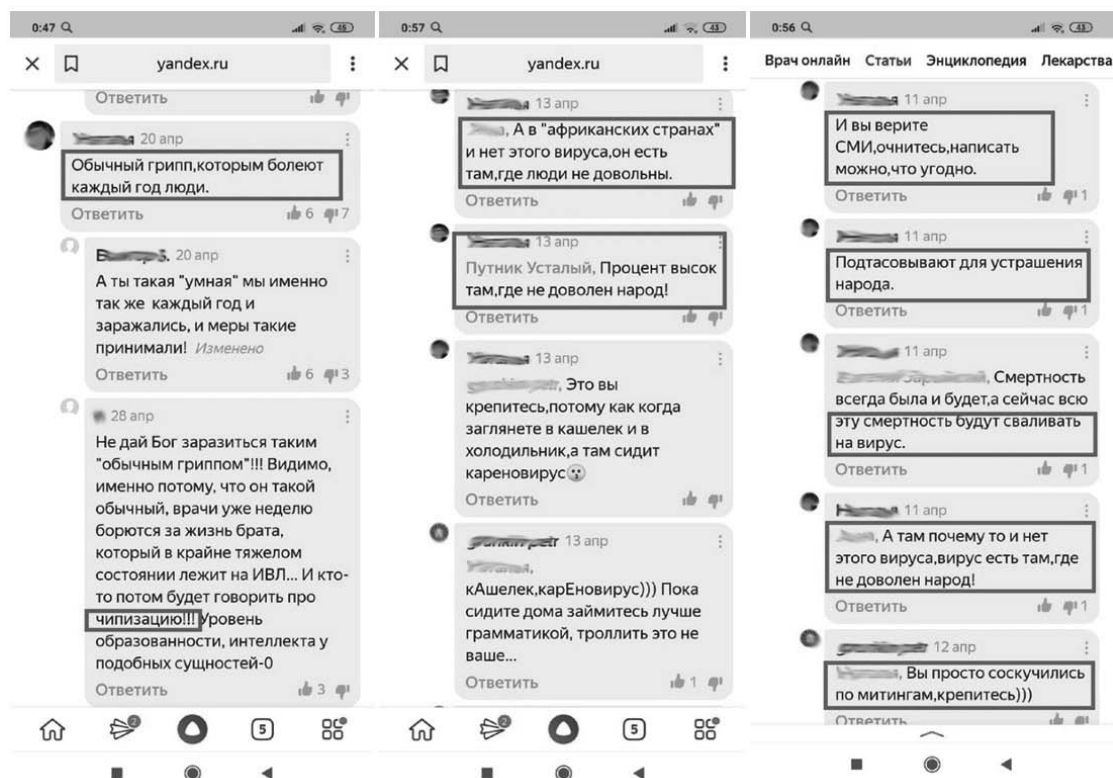 0:47
45
yandex.ru
Ответить
20 апр
Обычный грипп,которым болеют
каждый год люди.
Ответить
6
7
20 апр
А ты такая "умная" мы именно
так же каждый год и
заражались, и меры такие
принимали! Изменено
Ответить
6
3
28 апр
Не дай Бог заразиться таким
"обычным гриппом"!!! Видимо,
именно потому, что он такой
обычный, врачи уже неделю
борются за жизнь брата,
который в крайне тяжелом
состоянии лежит на ИВЛ... И кто-
то потом будет говорить про
чипизацию!!! Уровень
образованности, интеллекта у
подобных сущностей-0
Ответить
3
2
5
0:57
43
yandex.ru
13 апр
, А в "африканских странах"
и нет этого вируса,он есть
там,где люди не довольны.
Ответить
13 апр
Путник Усталый, Процент высок
там,где не доволен народ!
Ответить
13 апр
, Это вы
крепитесь,потому как когда
заглянете в кашелек и в
холодильник,а там сидит
кареновирус😯
Ответить
13 апр
кАшелек,карЕновирус))) Пока
сидите дома займитесь лучше
грамматикой, троллить это не
ваше...
Ответить
1
2
5
0:56
43
Врач онлайн Статьи Энциклопедия Лекарства
11 апр
И вы верите
СМИ,очнитесь,написать
можно,что угодно.
Ответить
1
11 апр
Подтасовывают для устрашения
народа.
Ответить
1
11 апр
, Смертность
всегда была и будет,а сейчас всю
эту смертность будут сваливать
на вирус.
Ответить
1
11 апр
, А там почему то и нет
этого вируса,вирус есть там,где
не доволен народ!
Ответить
1
12 апр
, Вы просто соскучились
по митингам,крепитесь)))
Ответить